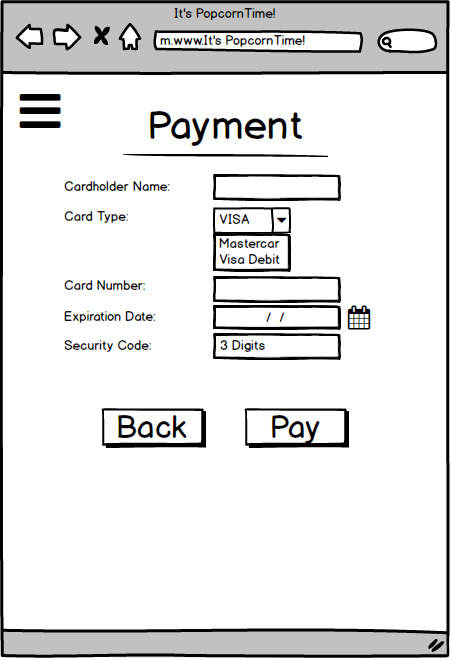 It's PopcornTime!
m.www.It's PopcornTime!
Payment
Cardholder Name:
Card Type: VISA
Mastercar
Visa Debit
Card Number:
Expiration Date: / /
Security Code: 3 Digits
Back Pay